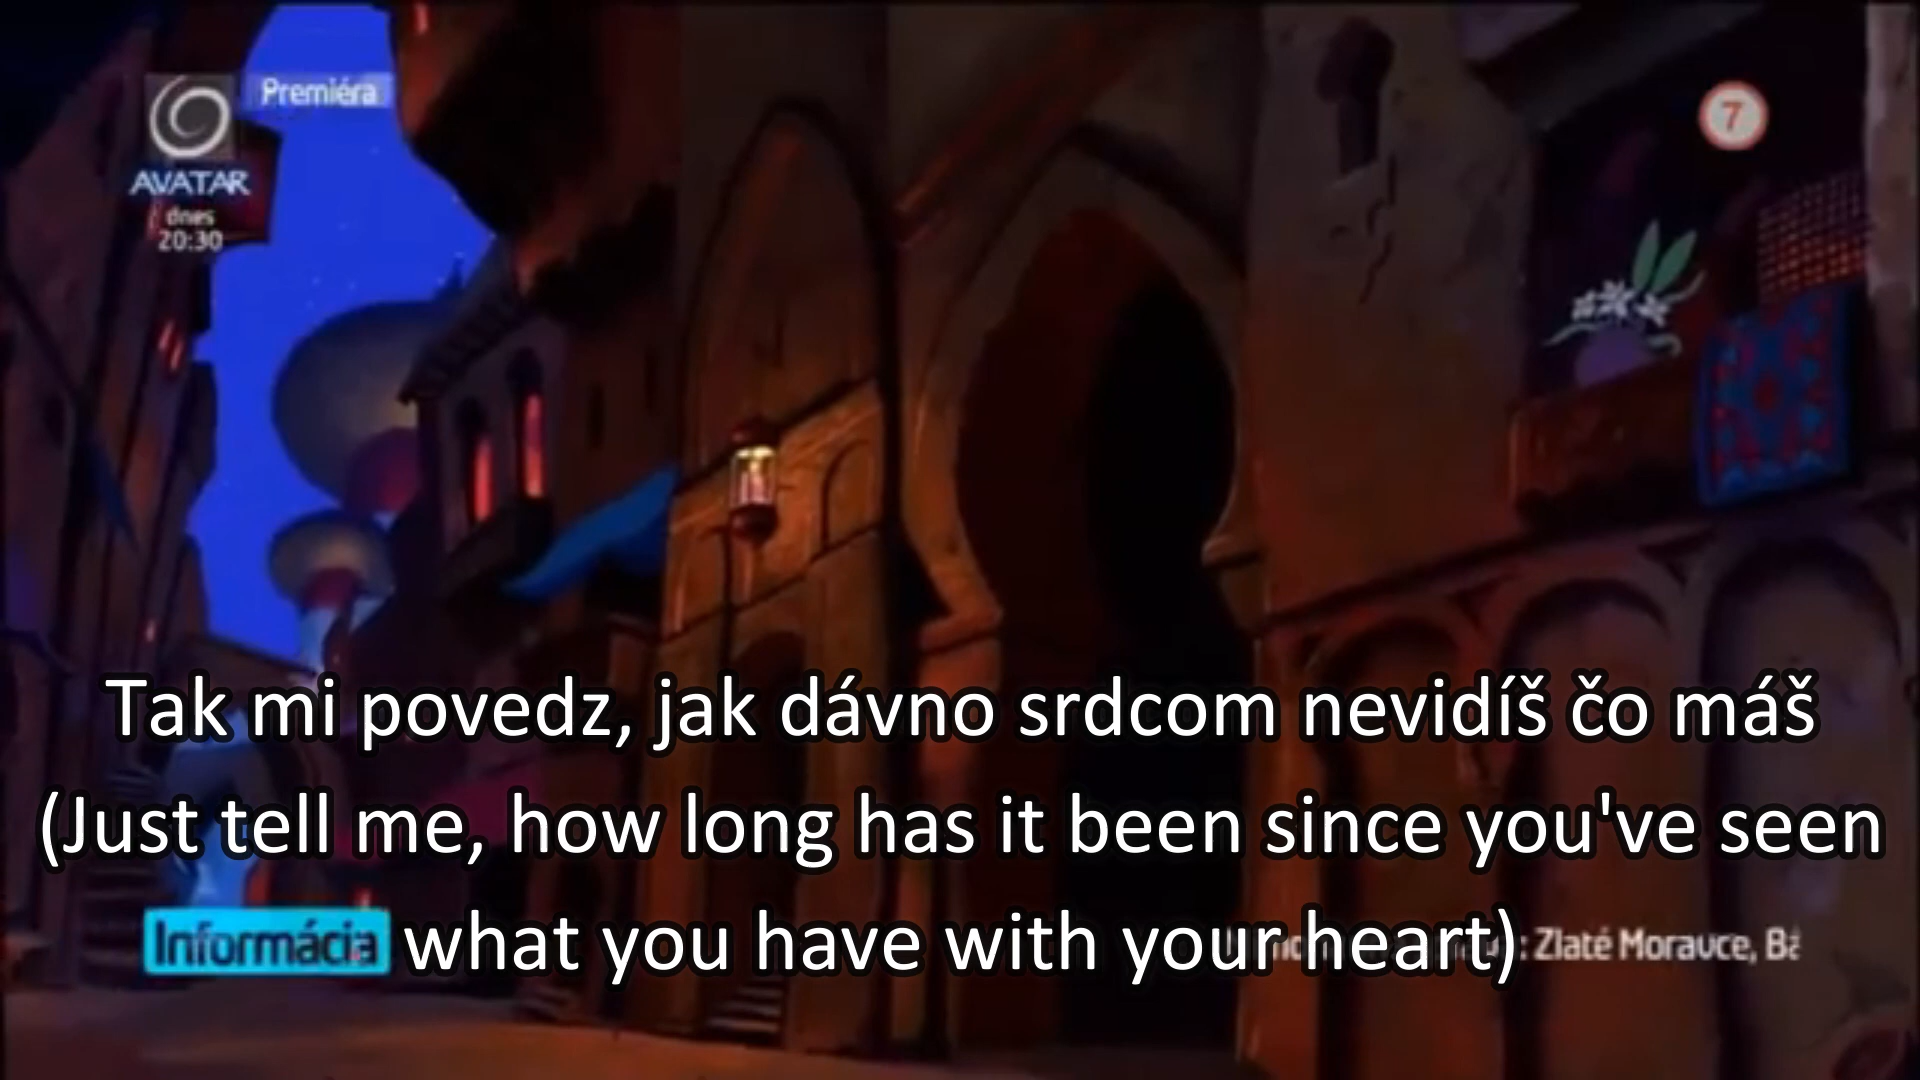 Premiéra
7
AVATAR
dnes
20:30
Tak mi povedz, jak dávno srdcom nevidíš čo máš
(Just tell me, how long has it been since you've seen
what you have with your heart)
Informácia
: Zlaté Moravce,